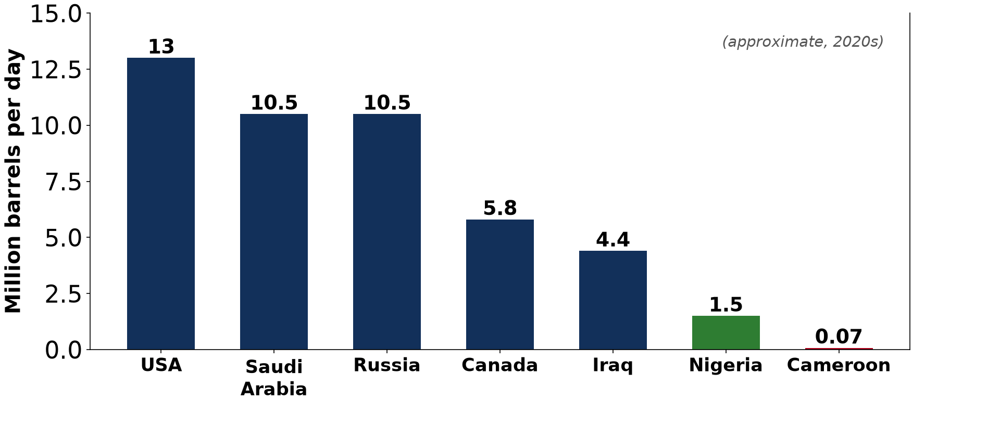 Million barrels per day
15.0
12.5
10.0
7.5
5.0
2.5
0.0
(approximate, 2020s)
13
10.5
10.5
5.8
4.4
1.5
0.07
USA
Saudi
Arabia
Russia
Canada
Iraq
Nigeria
Cameroon